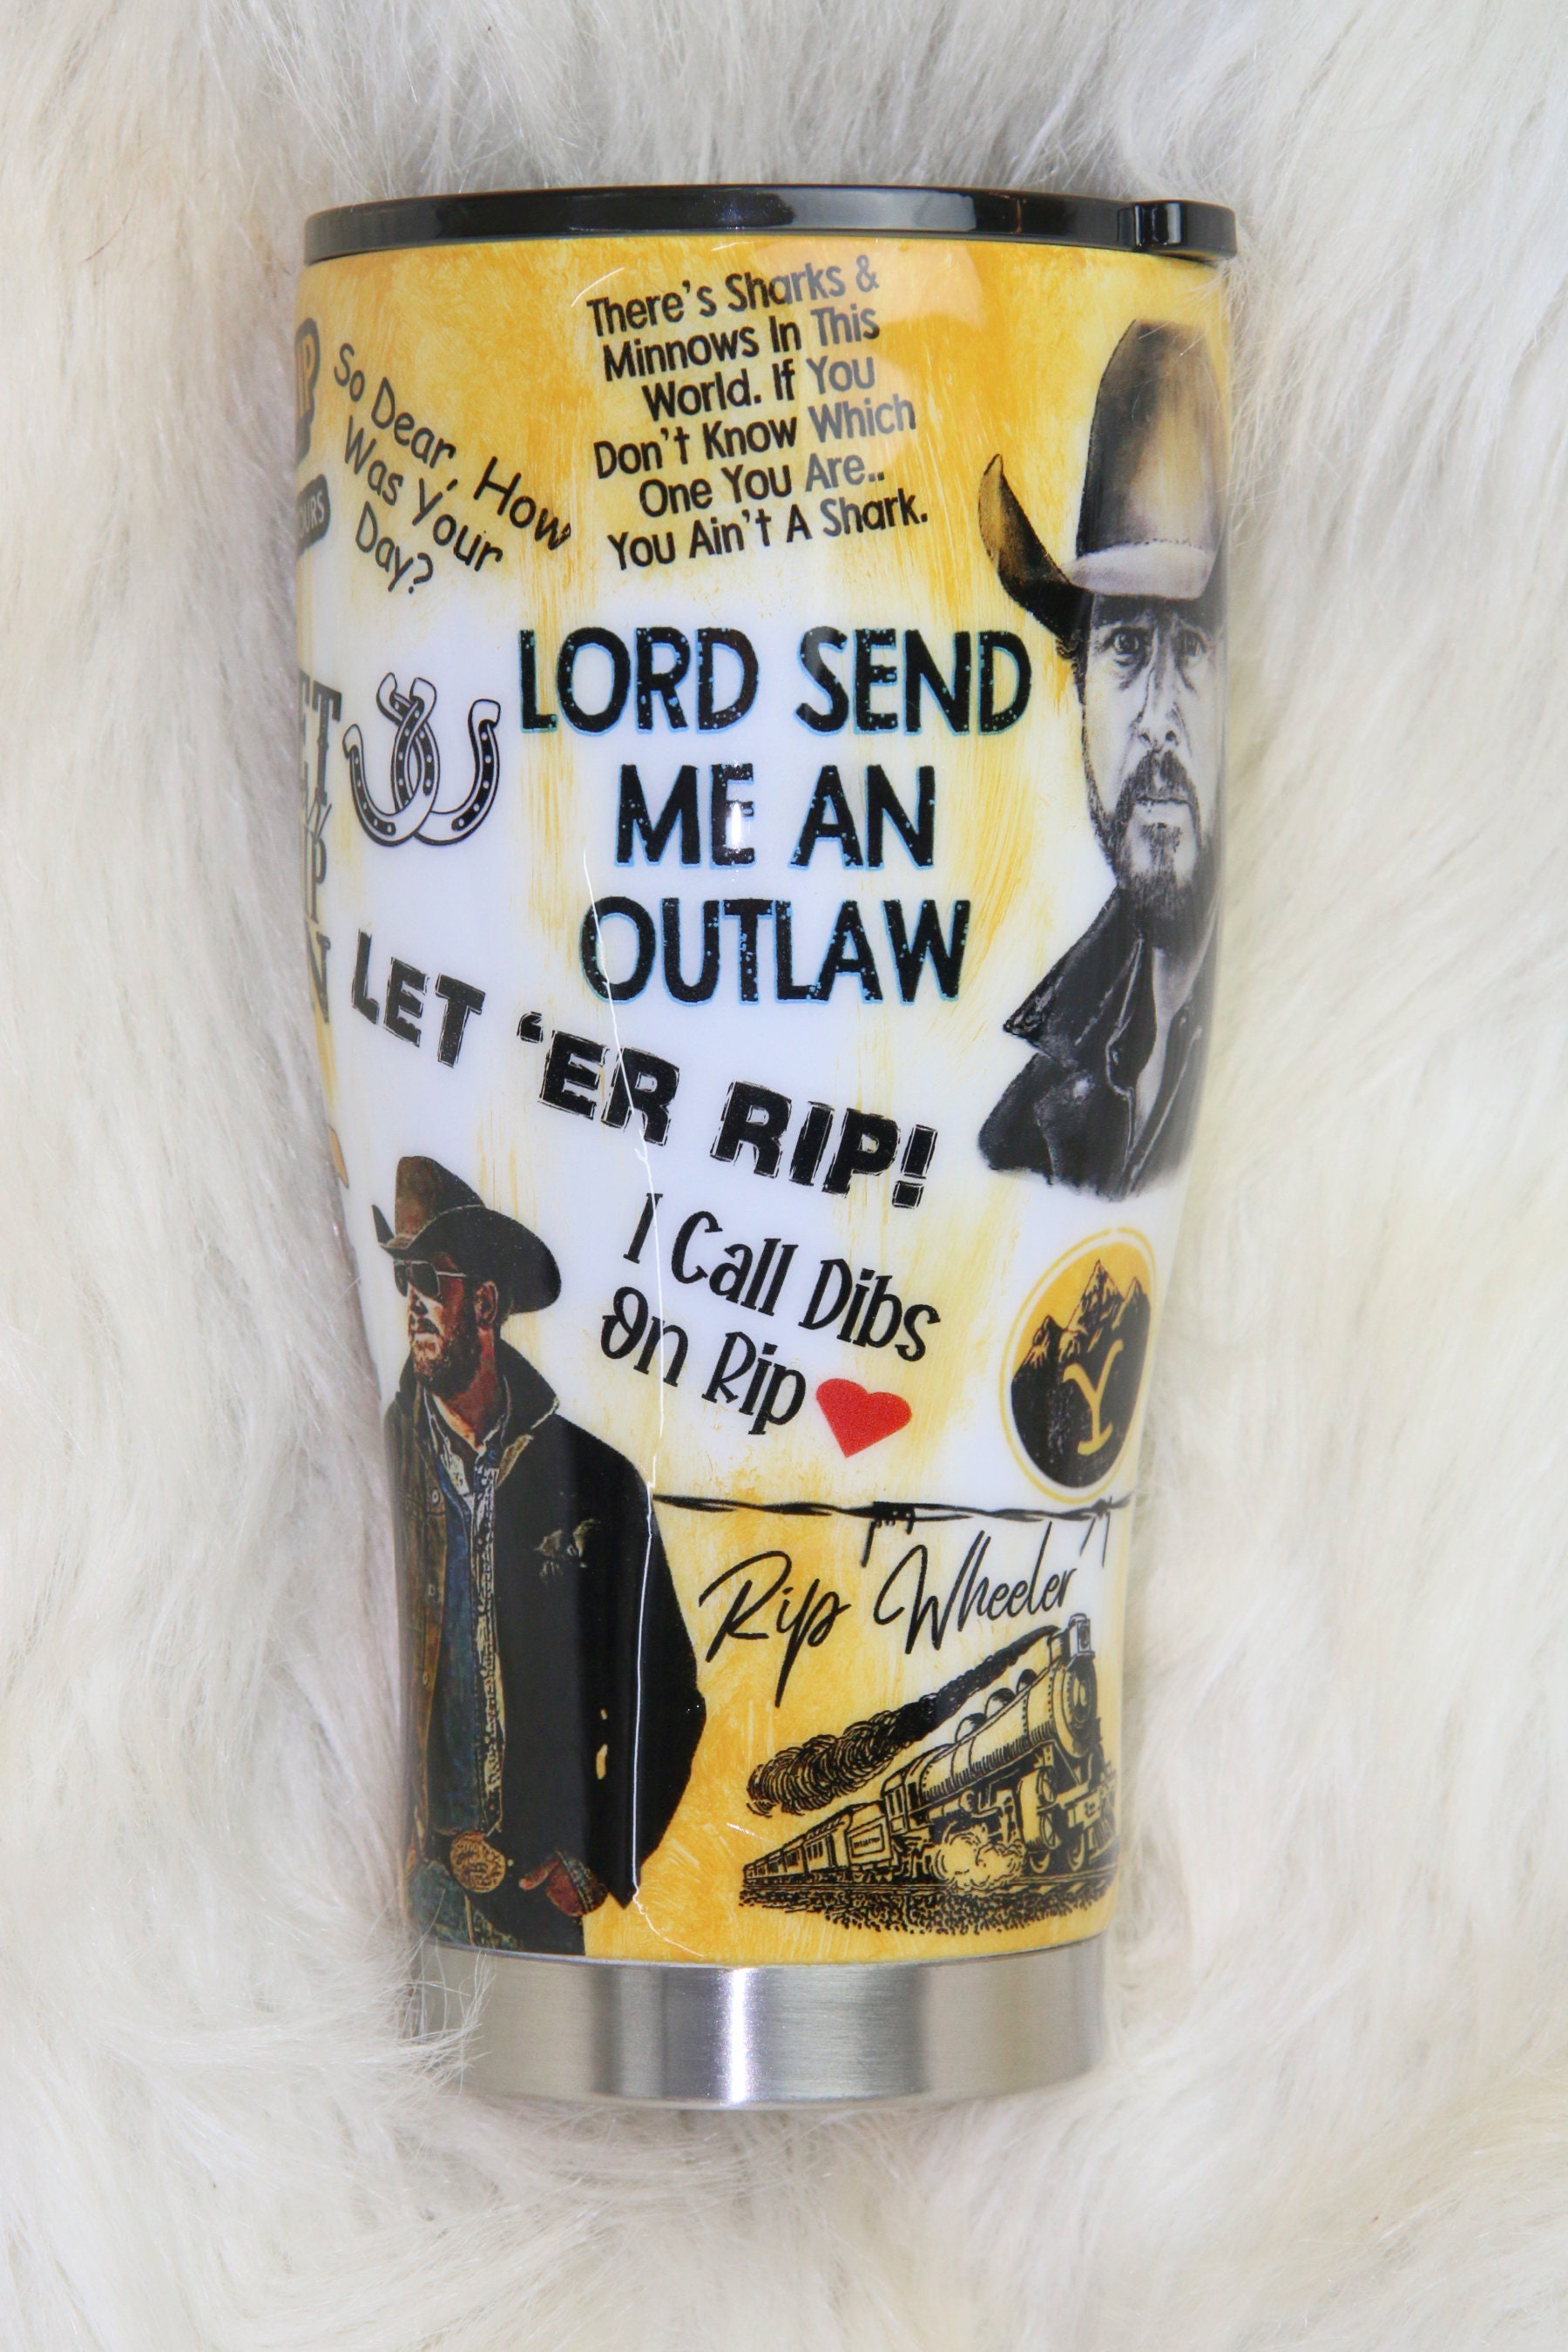 There's Sharks &
Minnows In This
World. If You
Don't Know Which
One You Are..
You Ain't A Shark.
So Dear, How
Was Your
Day?
LORD SEND
ME AN
OUTLAW
LET 'ER RIP!
I Call Dibs
On Rip
Y
Rip Wheeler